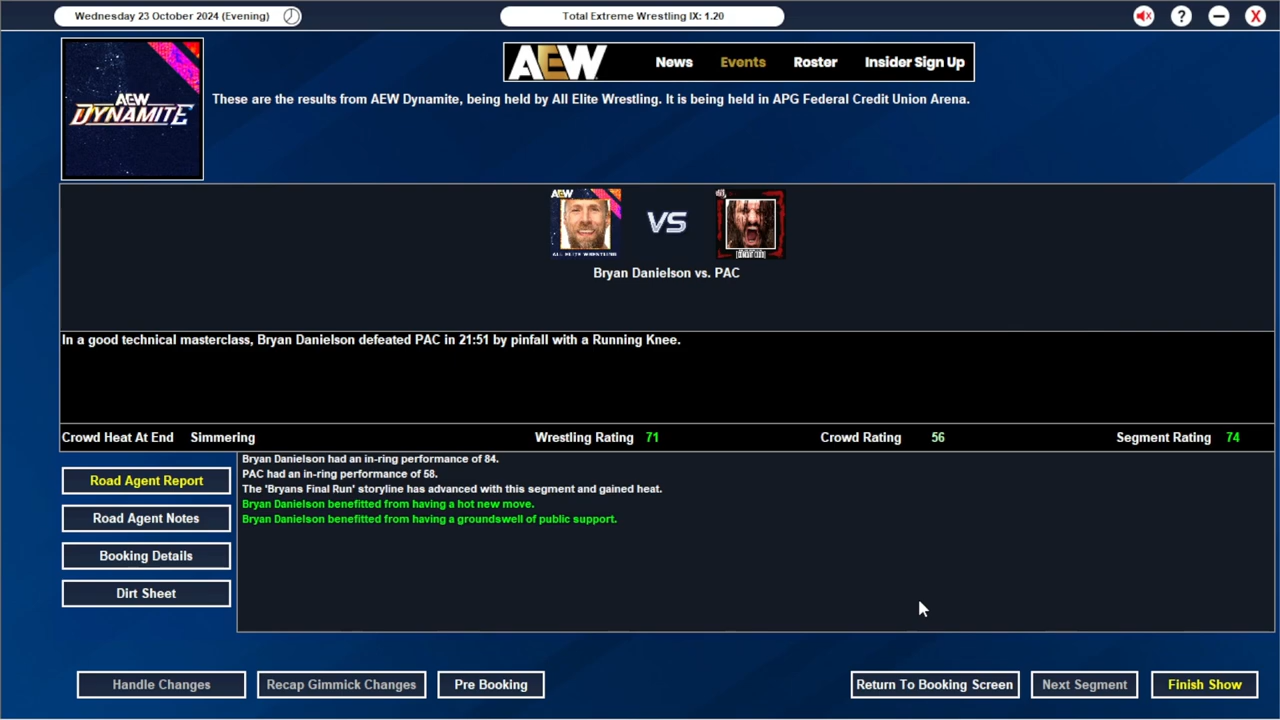 Wednesday 23 October 2024 (Evening)
Total Extreme Wrestling IX: 1.20
?
X
AEW
DYNAMITE
AEW
News
Events
Roster
Insider Sign Up
These are the results from AEW Dynamite, being held by All Elite Wrestling. It is being held in APG Federal Credit Union Arena.
AEW
ALL ELITE WRESTLING
VS
Bryan Danielson vs. PAC
In a good technical masterclass, Bryan Danielson defeated PAC in 21:51 by pinfall with a Running Knee.
Crowd Heat At End Simmering
Wrestling Rating 71
Crowd Rating 56
Segment Rating 74
Road Agent Report
Road Agent Notes
Booking Details
Dirt Sheet
Bryan Danielson had an in-ring performance of 84.
PAC had an in-ring performance of 58.
The 'Bryans Final Run' storyline has advanced with this segment and gained heat.
Bryan Danielson benefitted from having a hot new move.
Bryan Danielson benefitted from having a groundswell of public support.
Handle Changes
Recap Gimmick Changes
Pre Booking
Return To Booking Screen
Next Segment
Finish Show